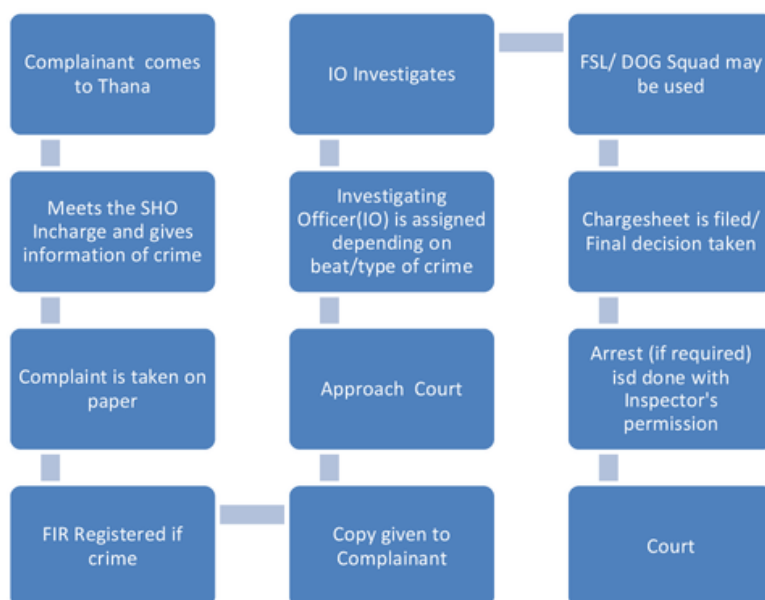 Complainant comes
to Thana
Meets the SHO
Incharge and gives
information of crime
Complaint is taken on
paper
FIR Registered if
crime
Copy given to
Complainant
Approach Court
Investigating
Officer(IO) is assigned
depending on
beat/type of crime
IO Investigates
FSL/ DOG Squad may
be used
Chargesheet is filed/
Final decision taken
Arrest (if required)
isd done with
Inspector's
permission
Court